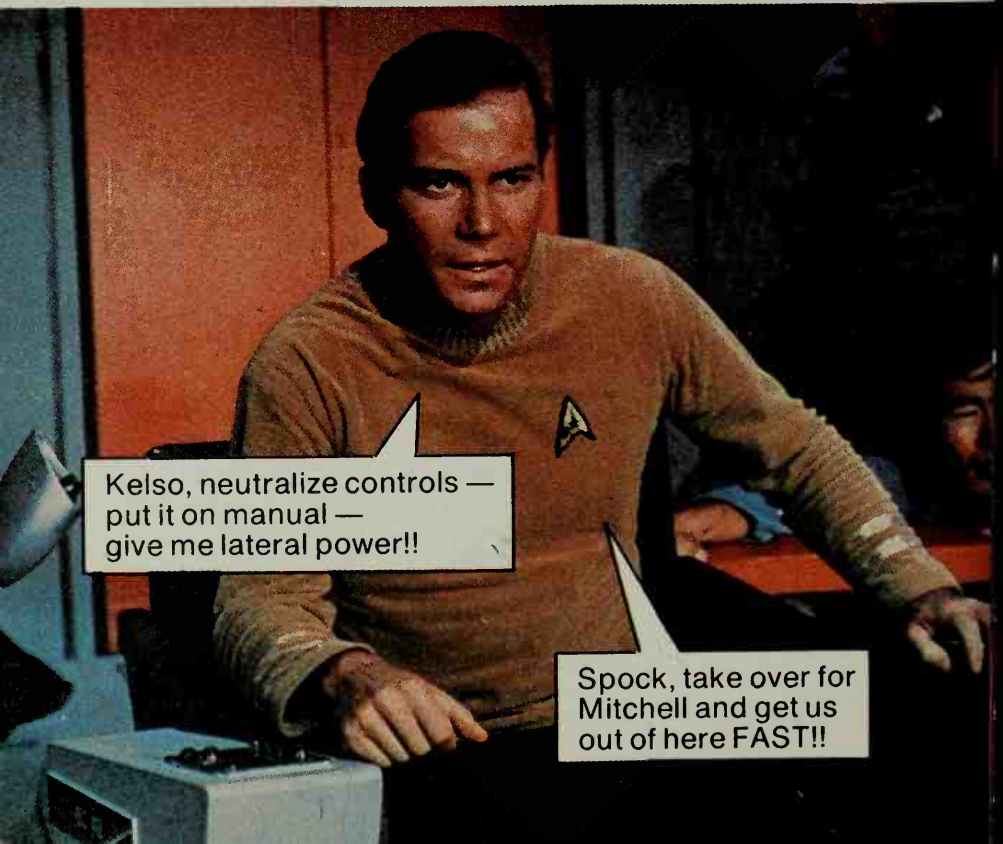 Kelso, neutralize controls —
put it on manual —
give me lateral power!!
Spock, take over for
Mitchell and get us
out of here FAST!!